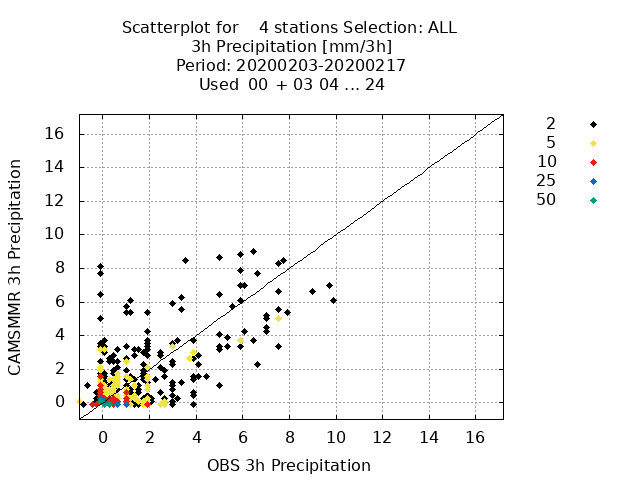 Scatterplot for    4 stations Selection: ALL
3h Precipitation [mm/3h]
Period: 20200203-20200217
Used  00 + 03 04 ... 24
2
5
10
25
50
16
14
12
10
8
6
4
2
0
CAMSMMR 3h Precipitation
0 2 4 6 8 10 12 14 16
OBS 3h Precipitation